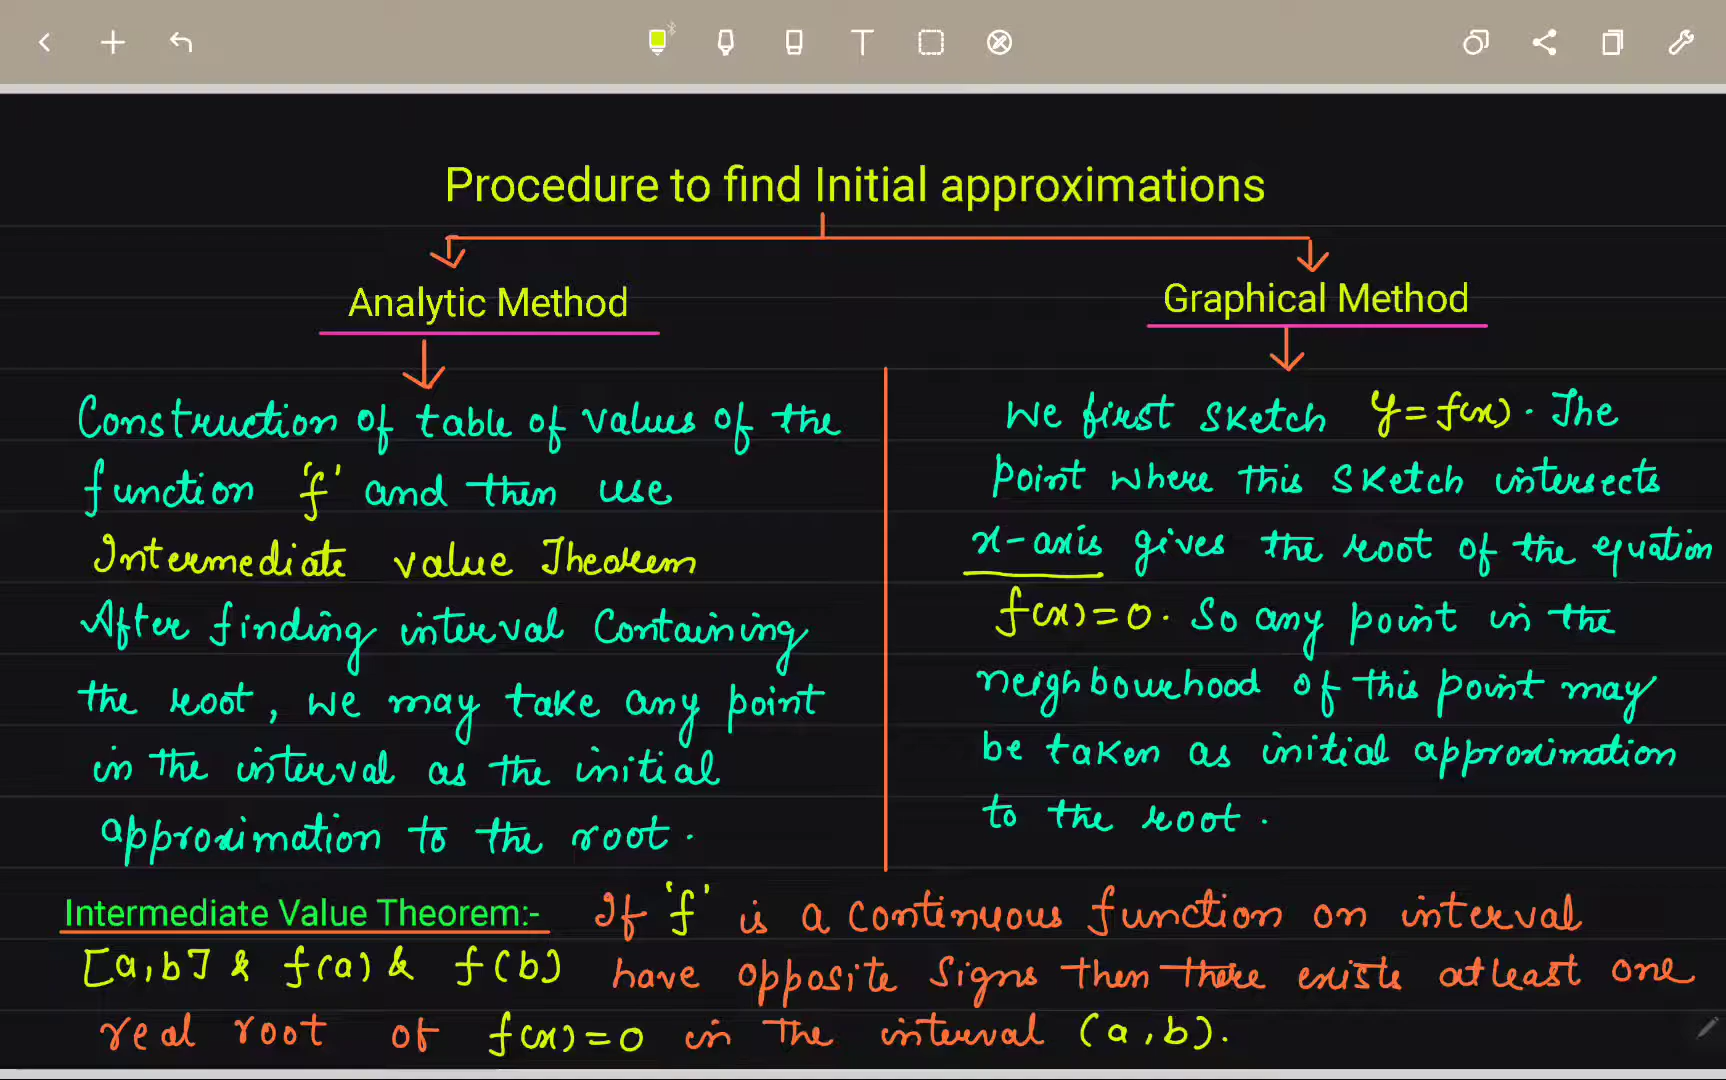 Procedure to find Initial approximations
Analytic Method
Construction of table of values of the
function 'f' and then use
Intermediate value Theorem
After finding interval Containing
the root, we may take any point
in the interval as the initial
approximation to the root.
Graphical Method
We first sketch y=f(x). The
point where this sketch intersects
x-axis gives the root of the equation
f(x)=0. So any point in the
neighbourhood of this point may
be taken as initial approximation
to the root.
Intermediate Value Theorem:- If 'f' is a continuous function on interval
[a,b] & f(a) & f(b) have opposite signs then there exists atleast one
real root of f(x)=0 in the interval (a,b).